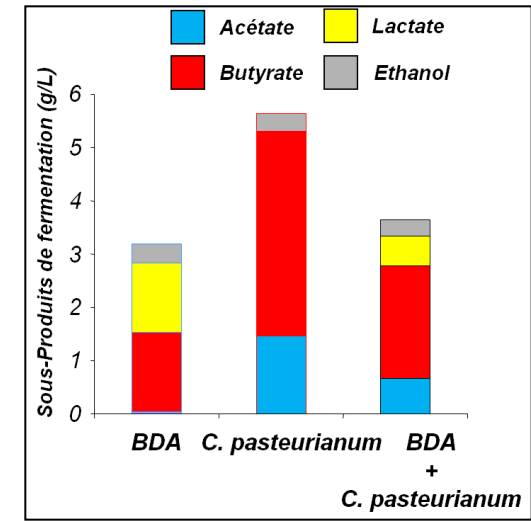 Acétate
Lactate
Butyrate
Ethanol
Sous-Produits de fermentation (g/L)
6
5
4
3
2
1
0
BDA
C. pasteurianum
BDA
+
C. pasteurianum